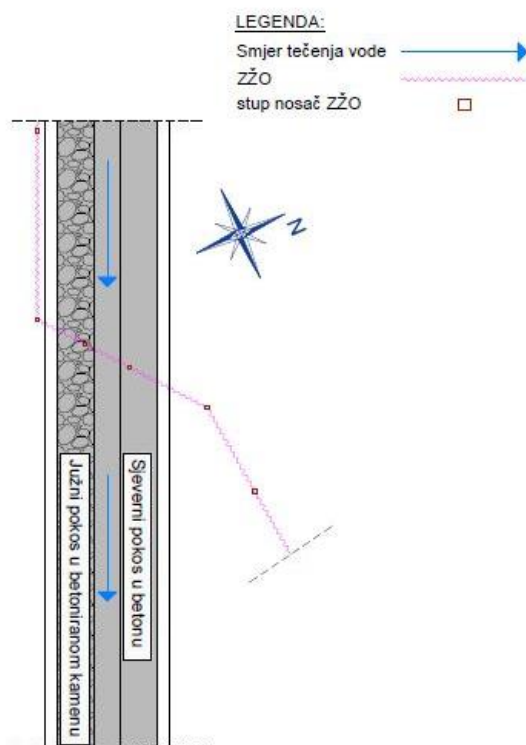 LEGENDA:
Smjer tečenja vode
ZŽO
stup nosač ZŽO
N
Južni pokos u betoniranom kamenu
Sjeverni pokos u betonu